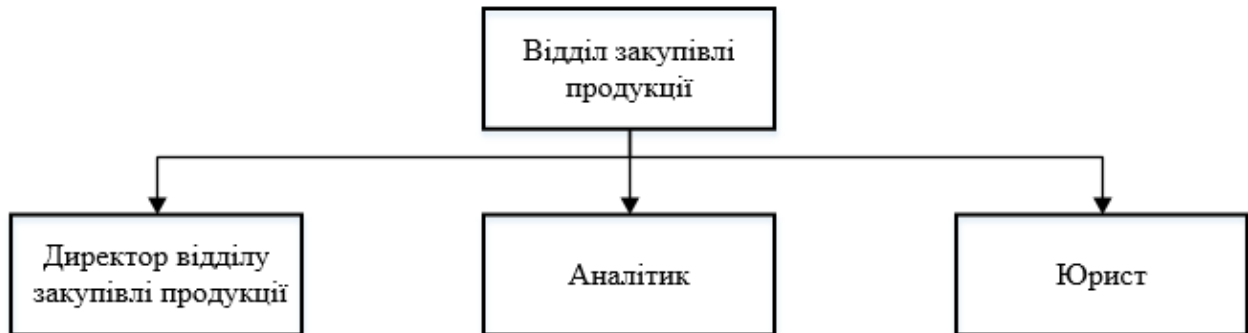 Відділ закупівлі
продукції
Директор відділу
закупівлі продукції
Аналітик
Юрист